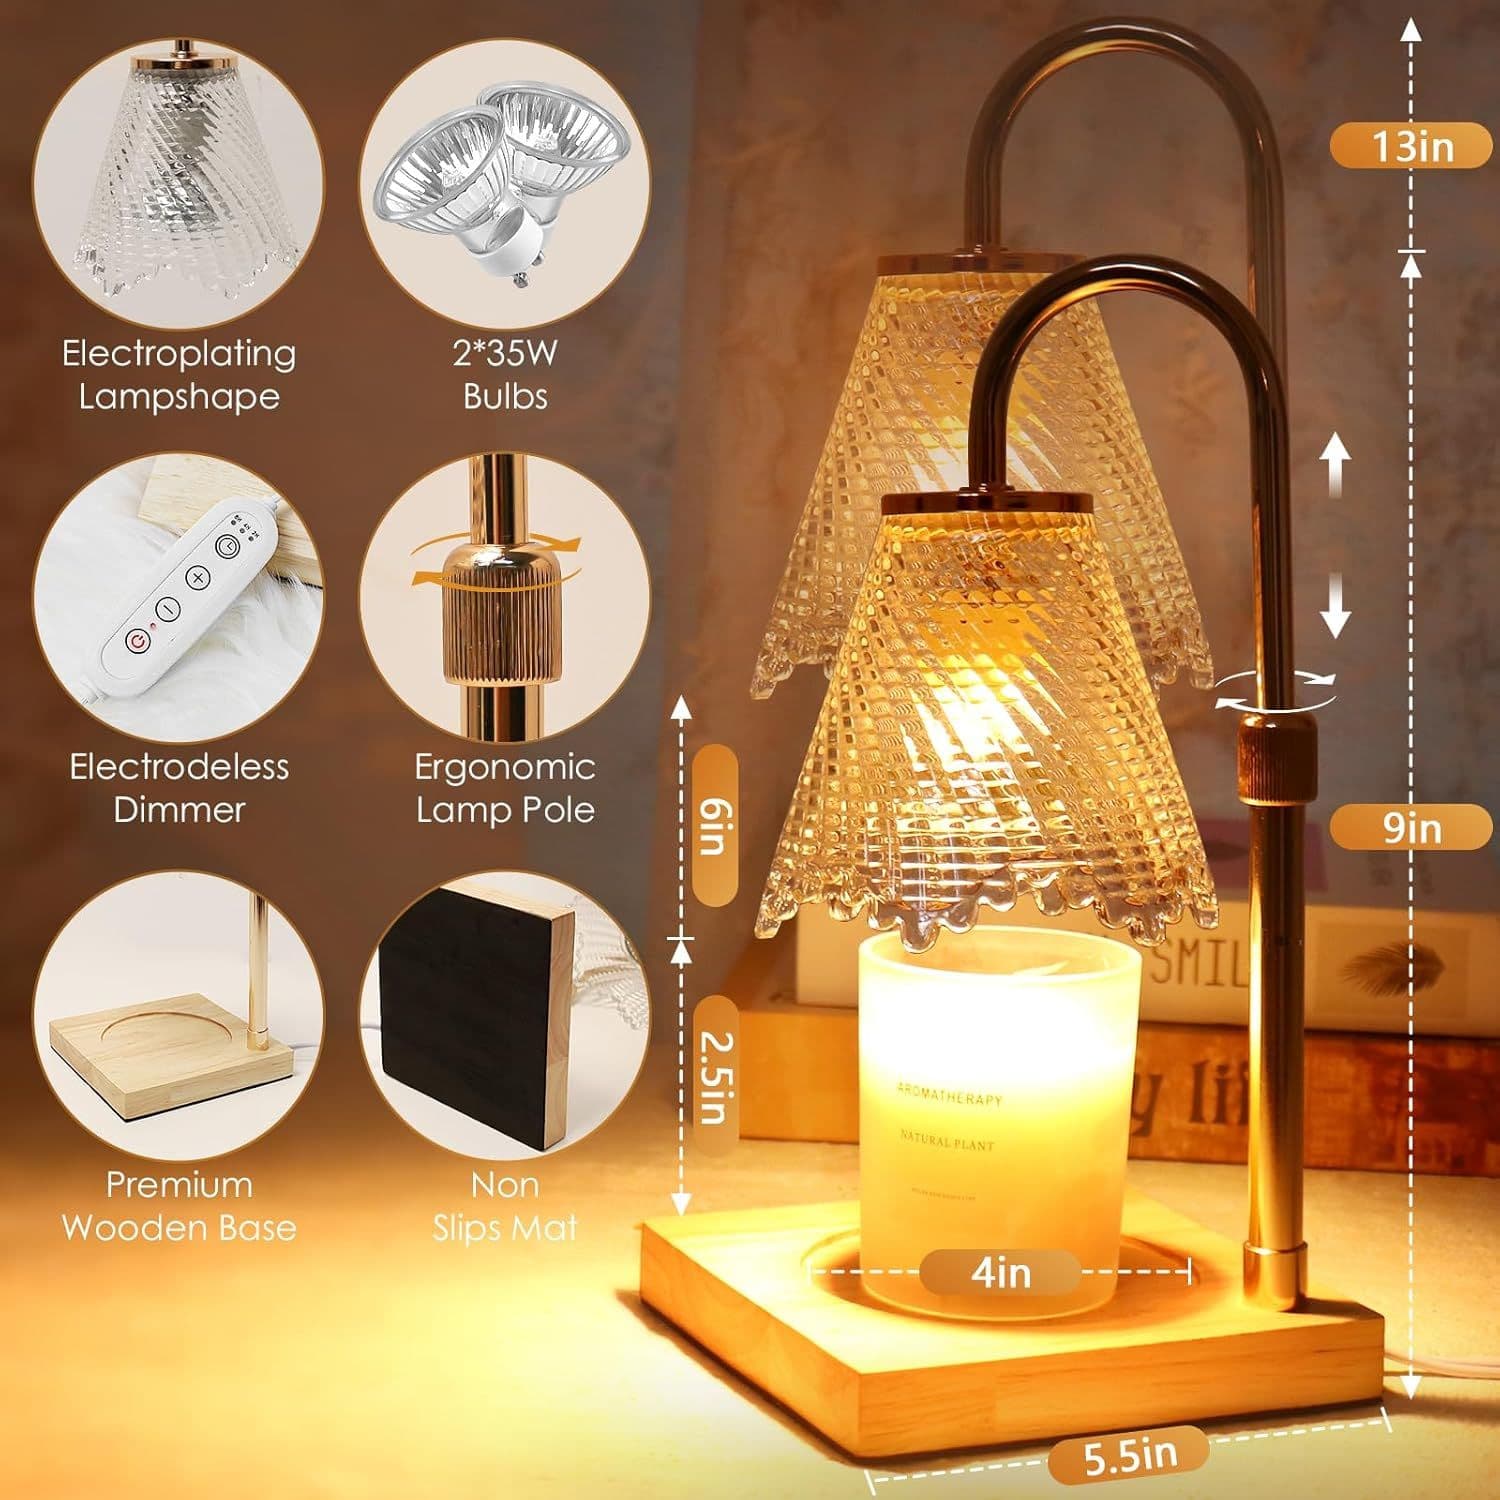 Electroplating
Lampshape
2*35W
Bulbs
Electrodeless
Dimmer
Ergonomic
Lamp Pole
Premium
Wooden Base
Non
Slips Mat
13in
9in
6in
2.5in
4in
5.5in
SMIL
AROMATHERAPY
NATURAL PLANT